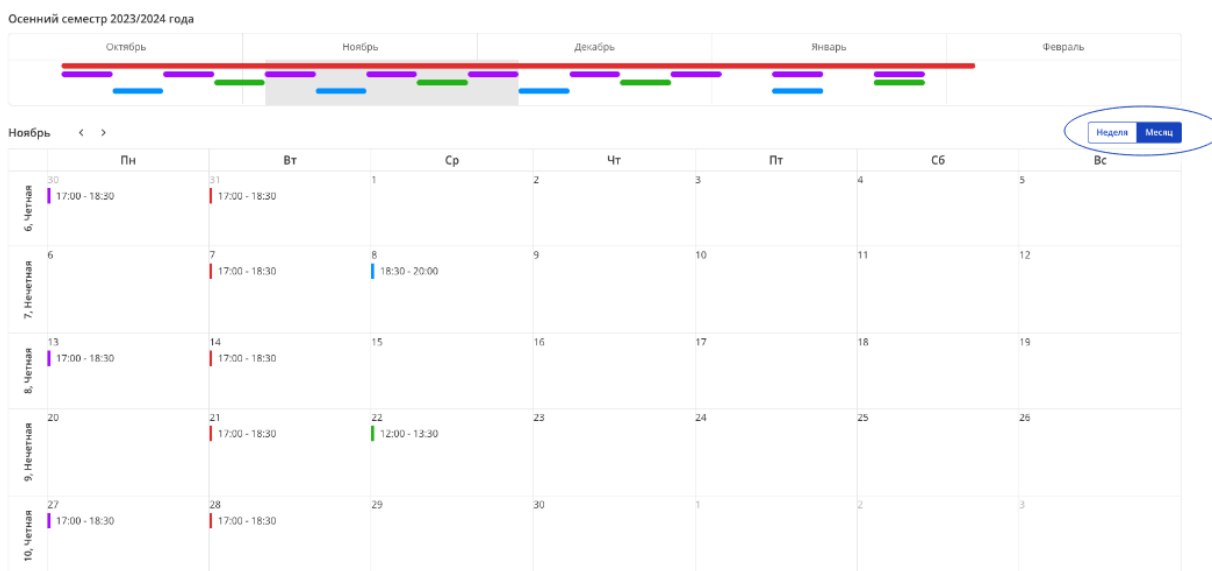 Осенний семестр 2023/2024 года
Октябрь Ноябрь Декабрь Январь Февраль
Ноябрь < > Неделя Месяц
Пн Вт Ср Чт Пт Сб Вс
6, Четная
30 31 1 2 3 4 5
17:00 - 18:30 17:00 - 18:30
7, Нечетная
6 7 8 9 10 11 12
17:00 - 18:30 18:30 - 20:00
8, Четная
13 14 15 16 17 18 19
17:00 - 18:30 17:00 - 18:30
9, Нечетная
20 21 22 23 24 25 26
17:00 - 18:30 12:00 - 13:30
10, Четная
27 28 29 30 1 2 3
17:00 - 18:30 17:00 - 18:30